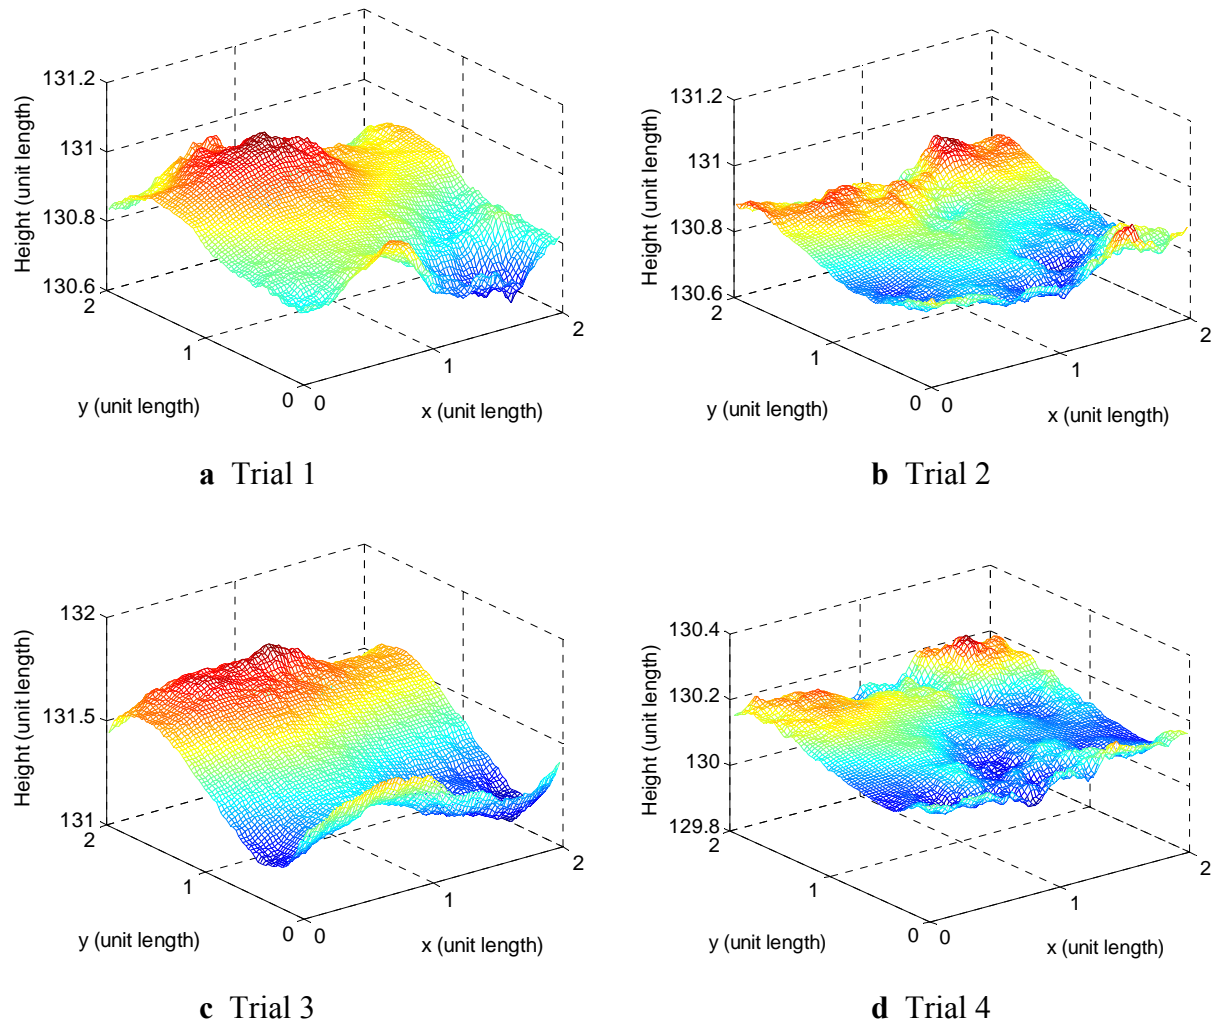 131.2
131
130.8
130.6
Height (unit length)
2
1
0
0
1
2
y (unit length)
x (unit length)
a Trial 1
131.2
131
130.8
130.6
Height (unit length)
2
1
0
0
1
2
y (unit length)
x (unit length)
b Trial 2
132
131.5
131
Height (unit length)
2
1
0
0
1
2
y (unit length)
x (unit length)
c Trial 3
130.4
130.2
130
129.8
Height (unit length)
2
1
0
0
1
2
y (unit length)
x (unit length)
d Trial 4